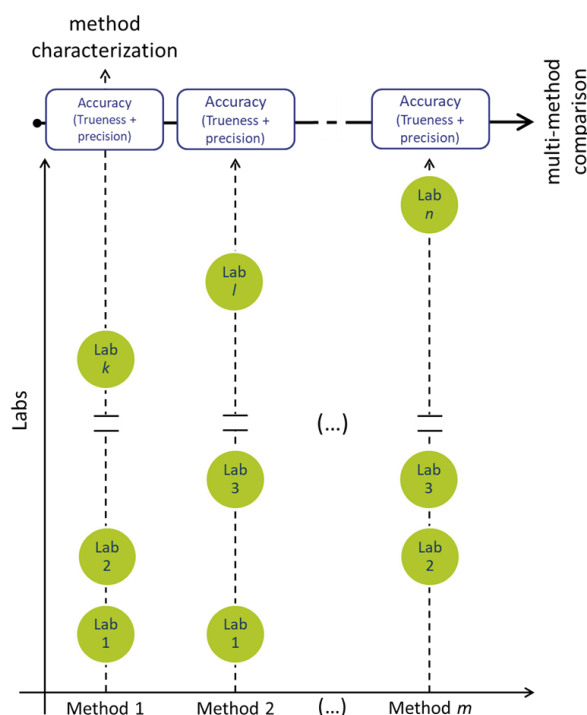 method
characterization
Accuracy
(Trueness +
precision)
Accuracy
(Trueness +
precision)
Accuracy
(Trueness +
precision)
multi-method
comparison
Lab
n
Lab
l
Lab
k
Labs
(...)
Lab
3
Lab
3
Lab
2
Lab
2
Lab
1
Lab
1
Method 1
Method 2
(...)
Method m